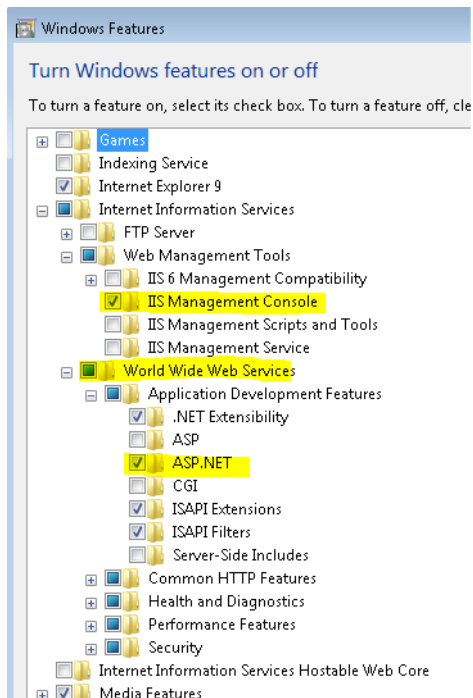 Windows Features
Turn Windows features on or off
To turn a feature on, select its check box. To turn a feature off, cle
Games
Indexing Service
Internet Explorer 9
Internet Information Services
FTP Server
Web Management Tools
IIS 6 Management Compatibility
IIS Management Console
IIS Management Scripts and Tools
IIS Management Service
World Wide Web Services
Application Development Features
.NET Extensibility
ASP
ASP.NET
CGI
ISAPI Extensions
ISAPI Filters
Server-Side Includes
Common HTTP Features
Health and Diagnostics
Performance Features
Security
Internet Information Services Hostable Web Core
Media Features